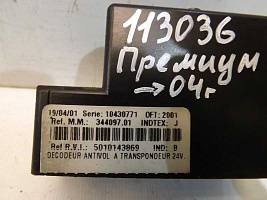 113036
Премиум
→04г
19/04/01 Serie: 10430771 OFT: 2001
Ref. M.M.: 344097.01 INDTEX: J
Ref R.V.I.: 5010143869 IND: B
DECODEUR ANTIVOL A TRANSPONDEUR 24V.